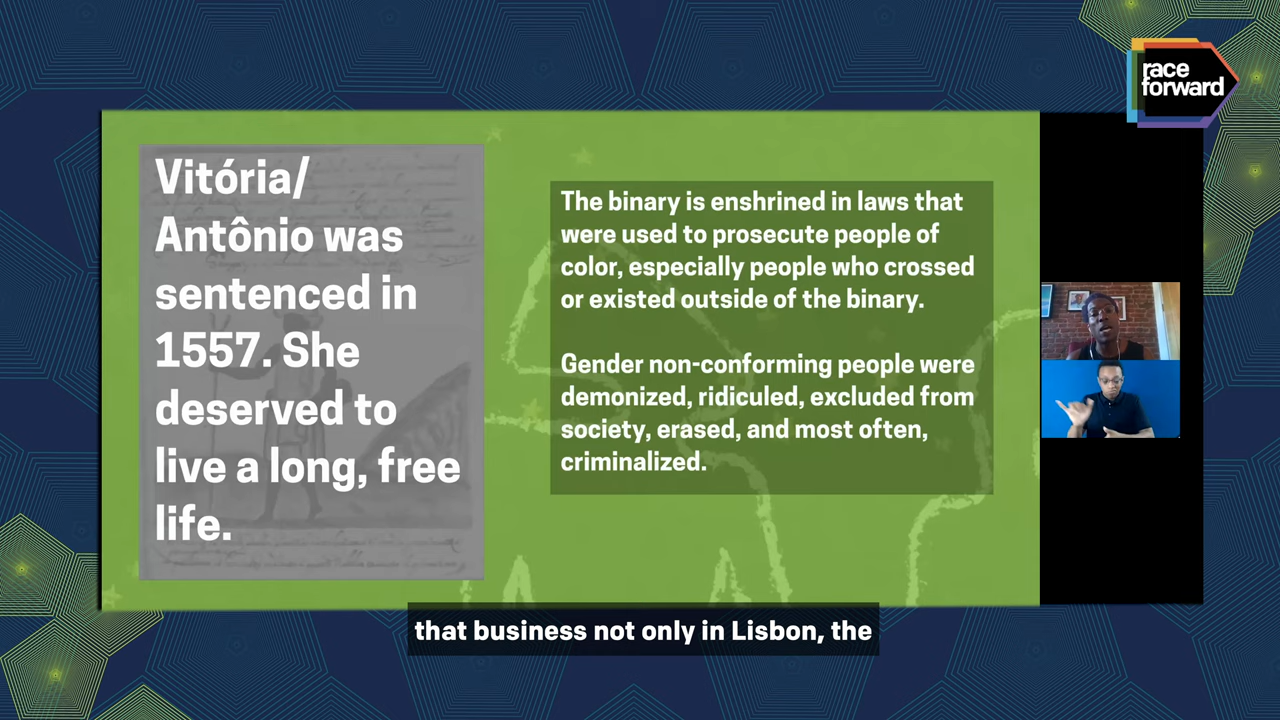 race
forward
Vitória/
Antônio was
sentenced in
1557. She
deserved to
live a long, free
life.
The binary is enshrined in laws that
were used to prosecute people of
color, especially people who crossed
or existed outside of the binary.
Gender non-conforming people were
demonized, ridiculed, excluded from
society, erased, and most often,
criminalized.
that business not only in Lisbon, the